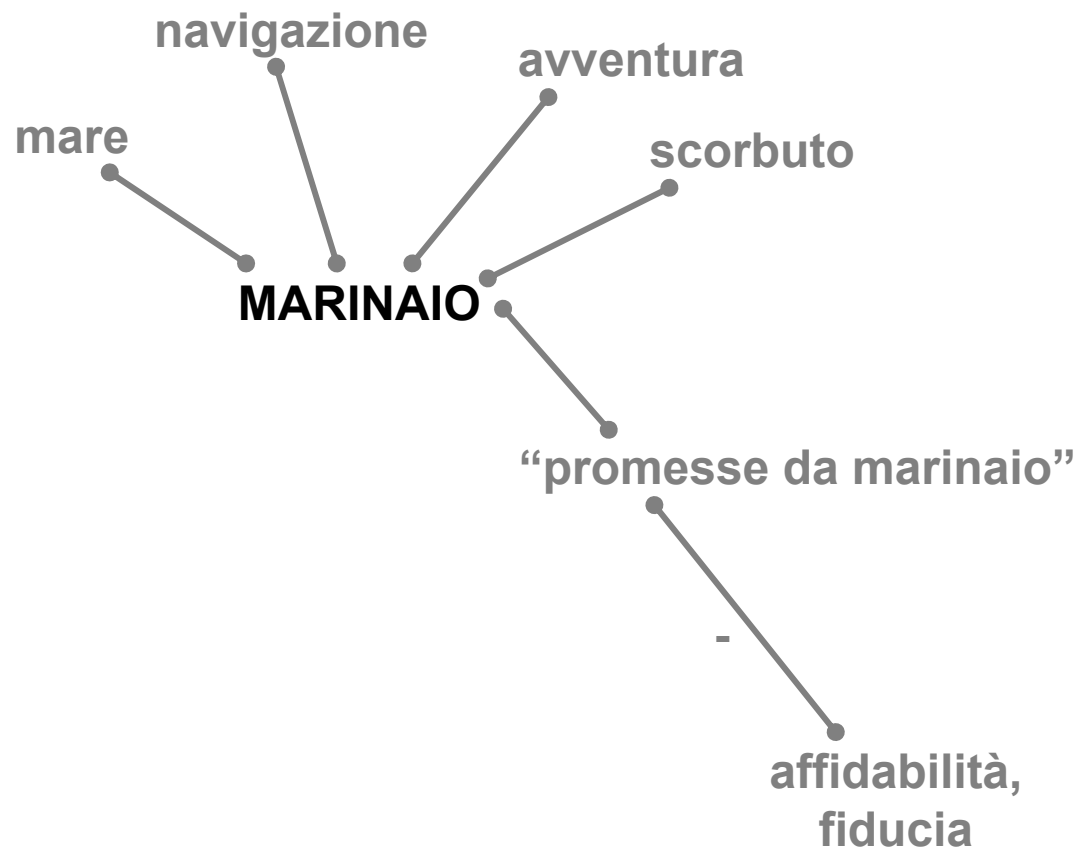 navigazione
avventura
mare
scorbuto
MARINAIO
“promesse da marinaio”
-
affidabilità,
fiducia